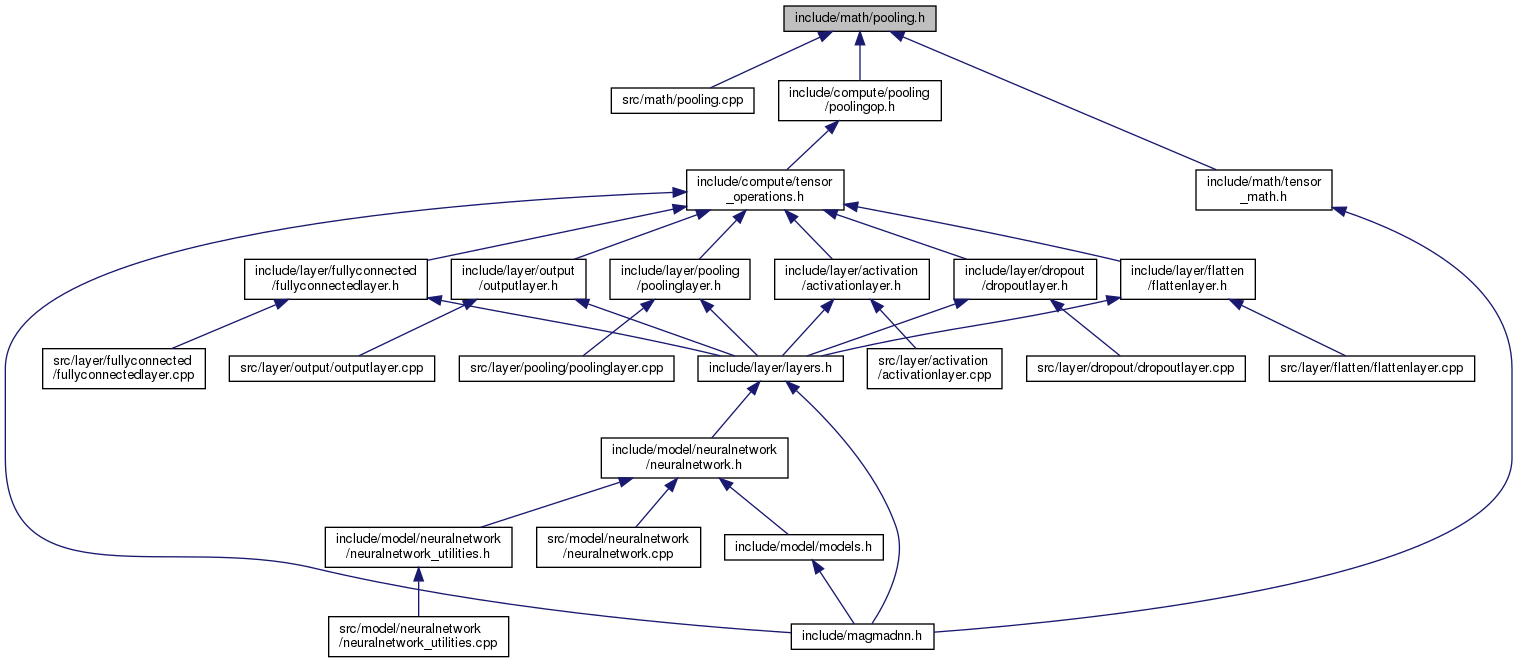 include/math/pooling.h
src/math/pooling.cpp
include/compute/pooling
/poolingop.h
include/compute/tensor
_operations.h
include/math/tensor
_math.h
include/layer/fullyconnected
/fullyconnectedlayer.h
include/layer/output
/outputlayer.h
include/layer/pooling
/poolinglayer.h
include/layer/activation
/activationlayer.h
include/layer/dropout
/dropoutlayer.h
include/layer/flatten
/flattenlayer.h
src/layer/fullyconnected
/fullyconnectedlayer.cpp
src/layer/output/outputlayer.cpp
src/layer/pooling/poolinglayer.cpp
include/layer/layers.h
src/layer/activation
/activationlayer.cpp
src/layer/dropout/dropoutlayer.cpp
src/layer/flatten/flattenlayer.cpp
include/model/neuralnetwork
/neuralnetwork.h
include/model/neuralnetwork
/neuralnetwork_utilities.h
src/model/neuralnetwork
/neuralnetwork.cpp
include/model/models.h
src/model/neuralnetwork
/neuralnetwork_utilities.cpp
include/magmadnn.h